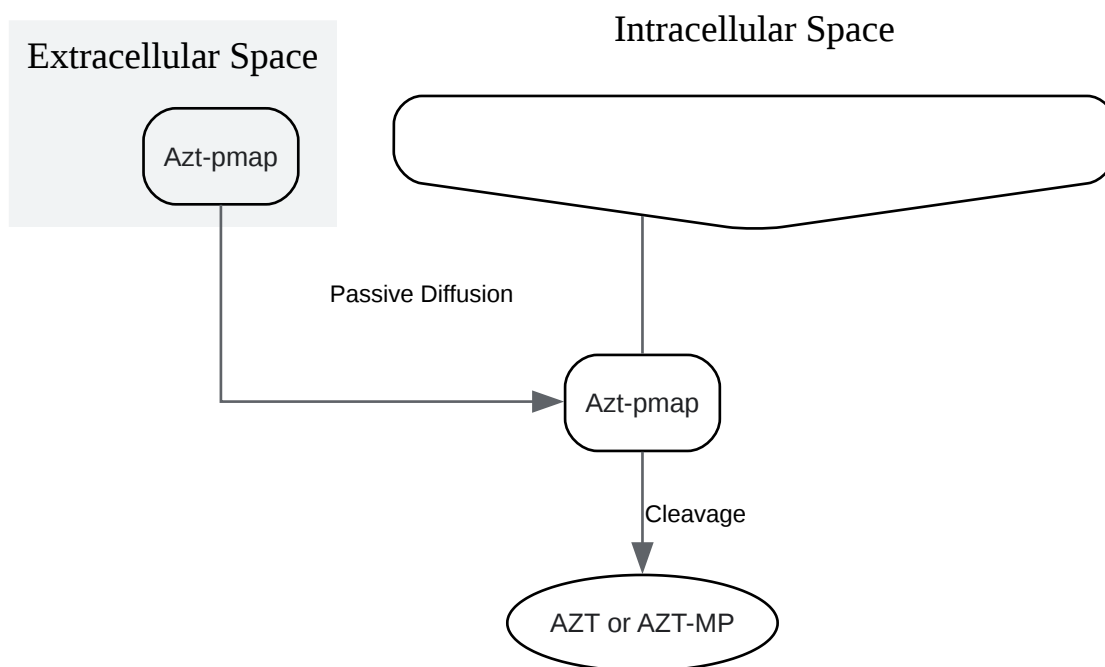 Intracellular Space
Extracellular Space
Azt-pmap
Passive Diffusion
Azt-pmap
Cleavage
AZT or AZT-MP